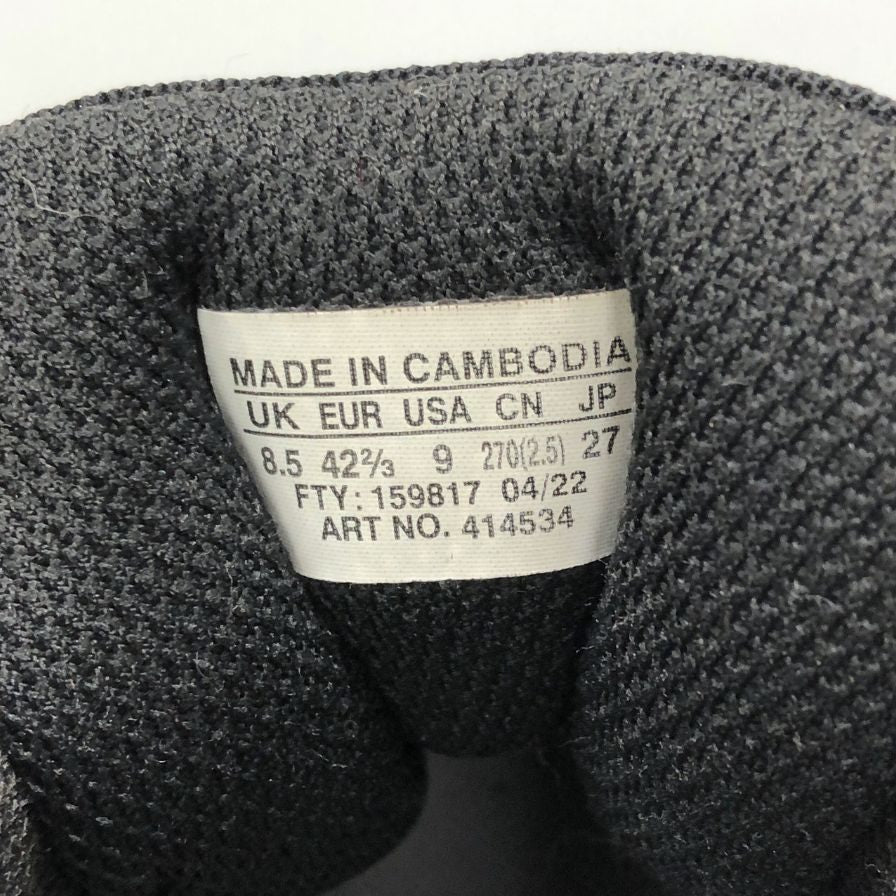 MADE IN CAMBODIA
UK EUR USA CN JP
8.5 42⅔ 9 270(2.5) 27
FTY: 159817 04/22
ART NO. 414534